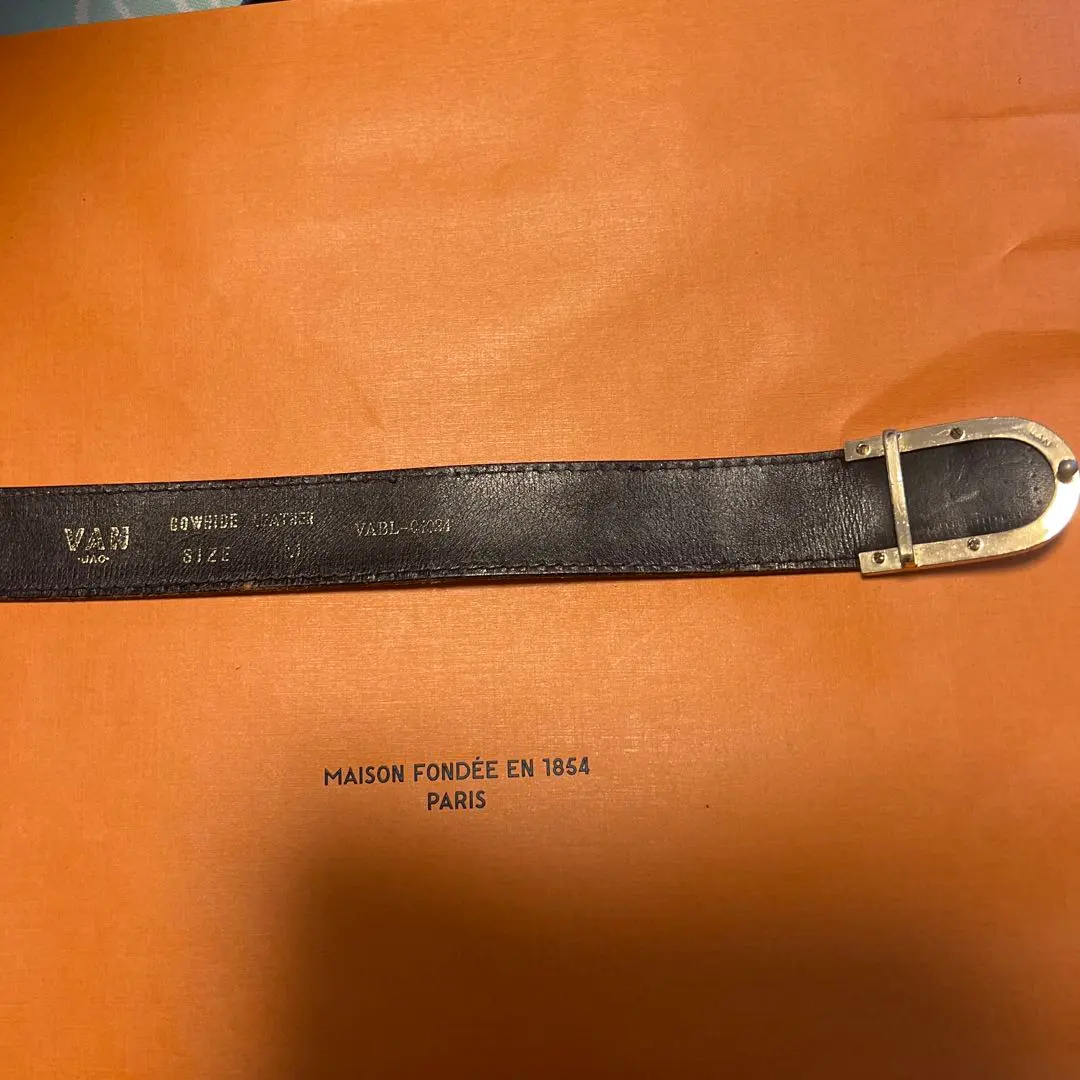 VAN
-JAC-
COWHIDE LEATHER
SIZE M
MAISON FONDÉE EN 1854
PARIS